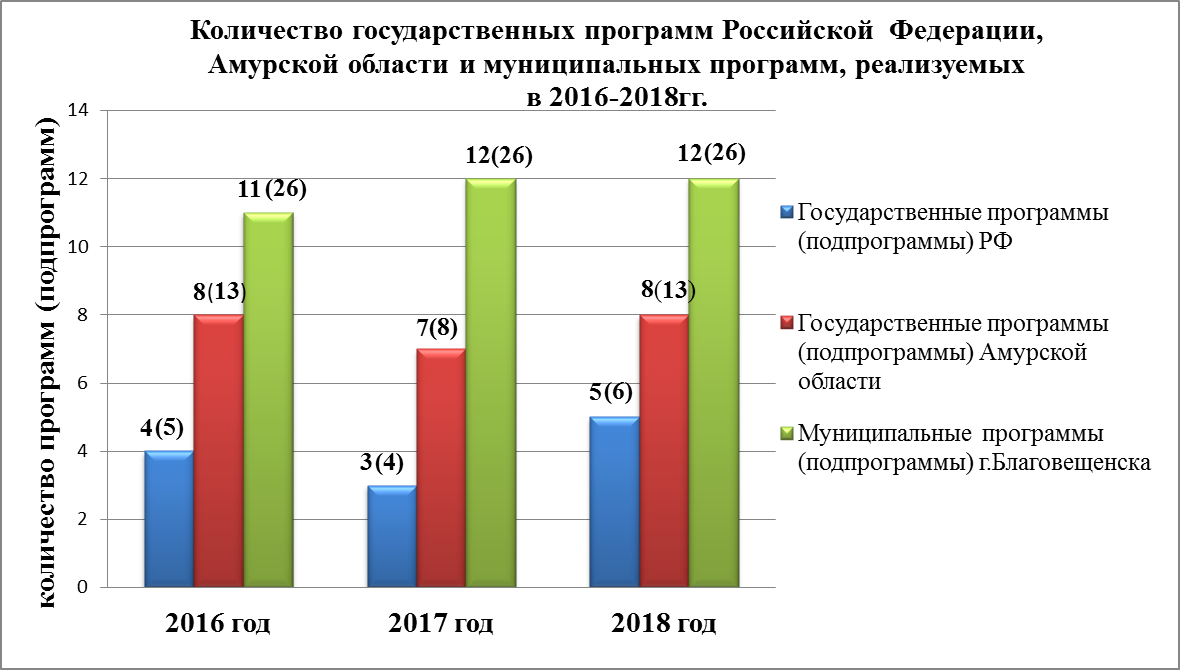 Количество государственных программ Российской Федерации,
Амурской области и муниципальных программ, реализуемых
в 2016-2018гг.
количество программ (подпрограмм)
14
12
10
8
6
4
2
0
4(5)
8(13)
11(26)
3(4)
7(8)
12(26)
5(6)
8(13)
12(26)
2016 год
2017 год
2018 год
Государственные программы
(подпрограммы) РФ
Государственные программы
(подпрограммы) Амурской
области
Муниципальные программы
(подпрограммы) г.Благовещенска